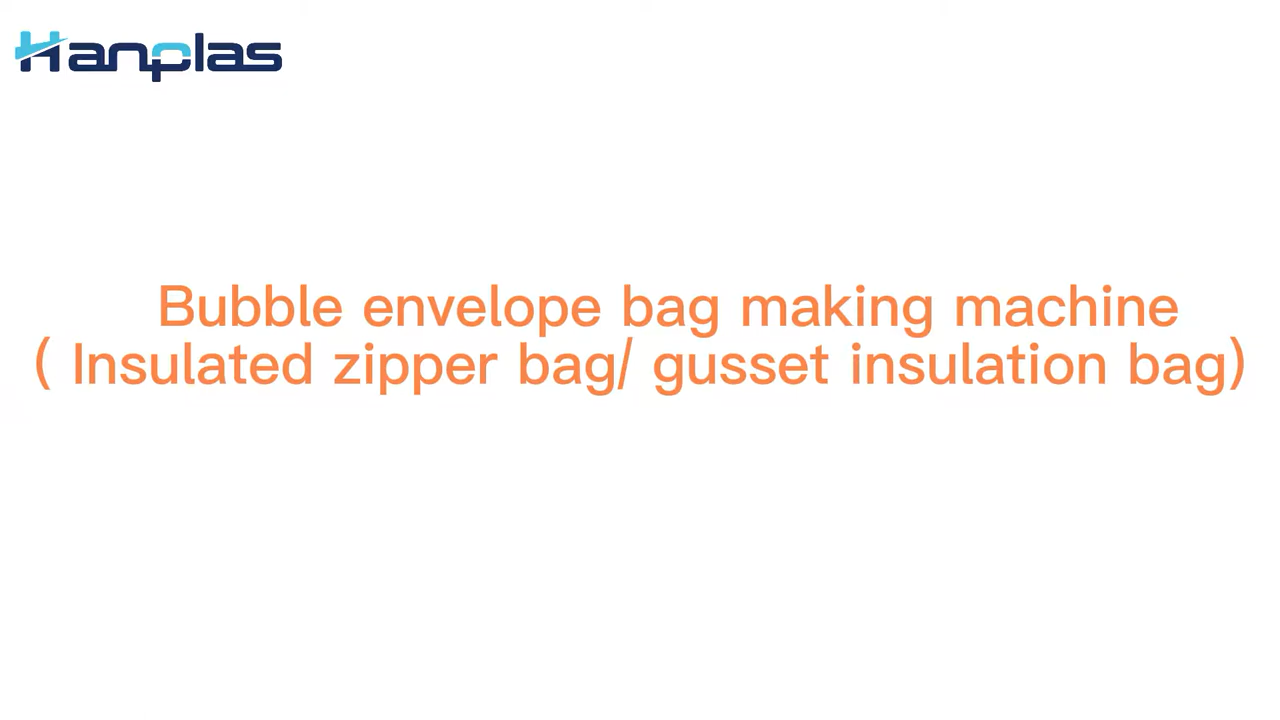 Hanplas
Bubble envelope bag making machine
( Insulated zipper bag/ gusset insulation bag)